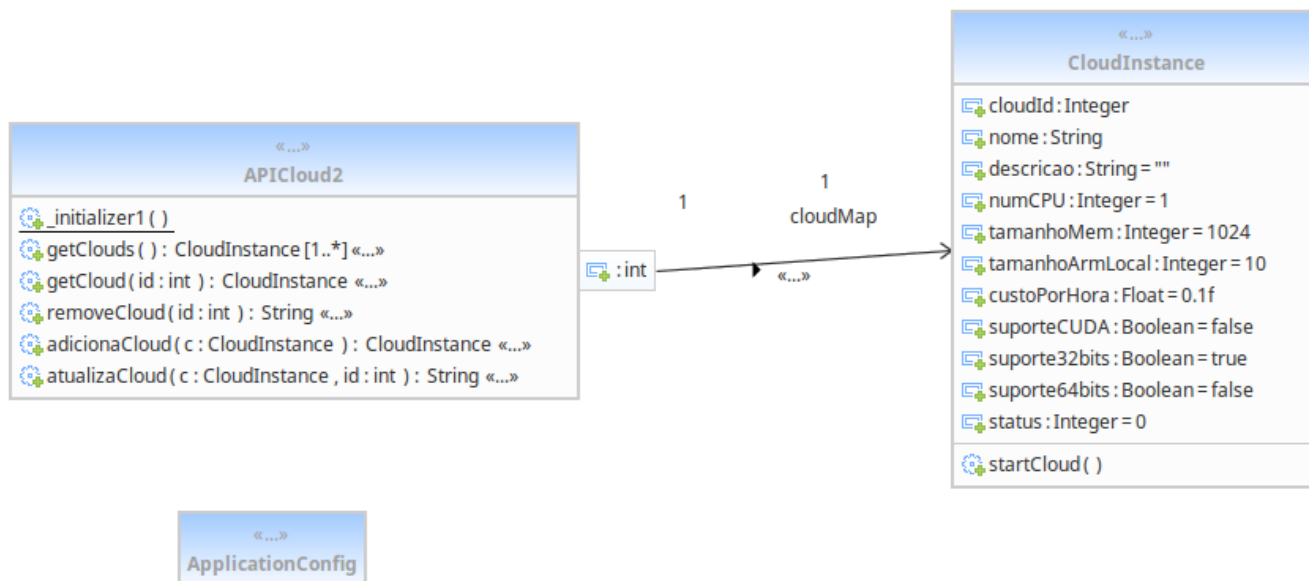 «...»
APICloud2
_initializer1 ( )
getClouds ( ) : CloudInstance [1..*] «...»
getCloud ( id : int ) : CloudInstance «...»
removeCloud ( id : int ) : String «...»
adicionaCloud ( c : CloudInstance ) : CloudInstance «...»
atualizaCloud ( c : CloudInstance , id : int ) : String «...»
: int
1
1
cloudMap
«...»
«...»
CloudInstance
cloudId : Integer
nome : String
descricao : String = ""
numCPU : Integer = 1
tamanhoMem : Integer = 1024
tamanhoArmLocal : Integer = 10
custoPorHora : Float = 0.1f
suporteCUDA : Boolean = false
suporte32bits : Boolean = true
suporte64bits : Boolean = false
status : Integer = 0
startCloud ( )
«...»
ApplicationConfig